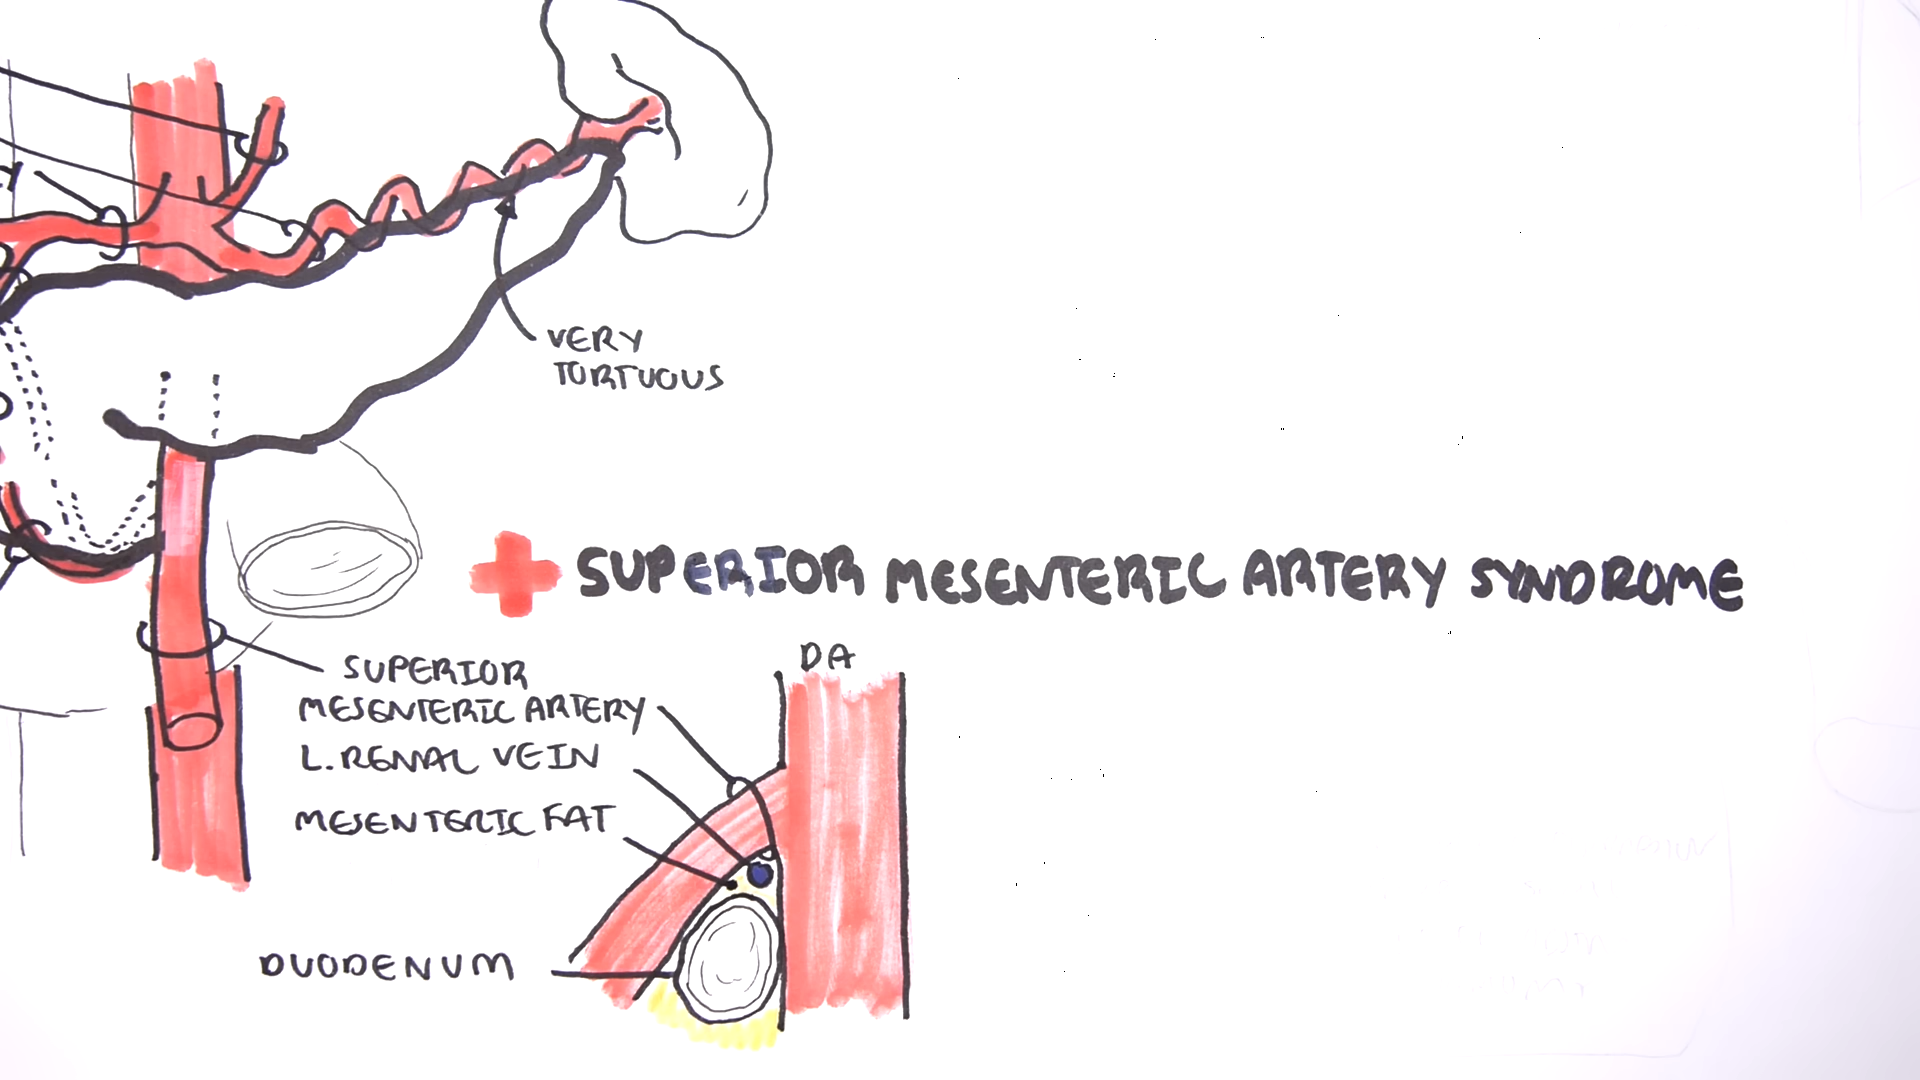 VERY
TORTUOUS
SUPERIOR MESENTERIC ARTERY SYNDROME
DA
SUPERIOR
MESENTERIC ARTERY
L. RENAL VEIN
MESENTERIC FAT
DUODENUM